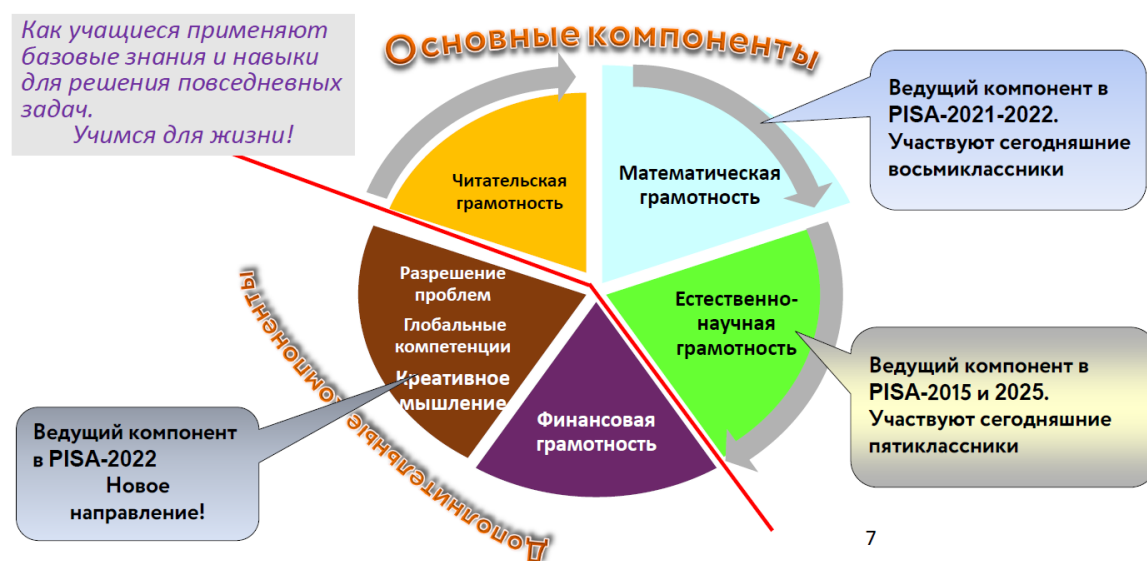 Как учащиеся применяют
базовые знания и навыки
для решения повседневных
задач.
Учимся для жизни!
Основные компоненты
Ведущий компонент в
PISA-2021-2022.
Участвуют сегодняшние
восьмиклассники
Читательская
грамотность
Математическая
грамотность
Разрешение
проблем
Глобальные
компетенции
Креативное
мышление
Естественно-
научная
грамотность
Финансовая
грамотность
Дополнительные компоненты
Ведущий компонент в
PISA-2015 и 2025.
Участвуют сегодняшние
пятиклассники
Ведущий компонент
в PISA-2022
Новое
направление!
7